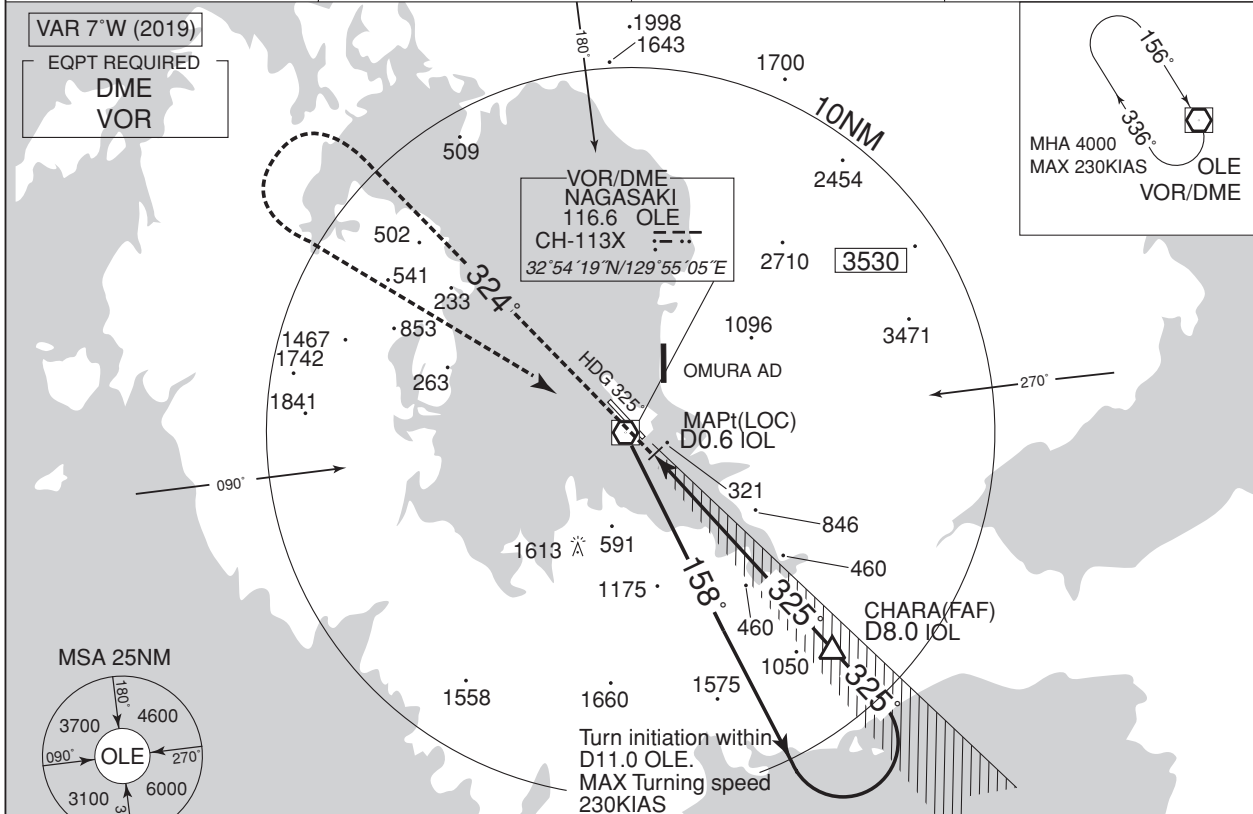 VAR 7°W (2019)
EQPT REQUIRED
DME
VOR
180°
1998
1643
1700
10NM
509
2454
156°
336°
MHA 4000
MAX 230KIAS
OLE
VOR/DME
VOR/DME
NAGASAKI
116.6 OLE
CH-113X
32°54´19˝N/129°55´05˝E
502
541
233
324°
2710
3530
853
1467
1742
263
1841
1096
3471
HDG 325°
OMURA AD
270°
MAPt(LOC)
D0.6 IOL
090°
321
846
1613
591
460
1175
158°
460
325°
CHARA(FAF)
D8.0 IOL
1050
325°
1558
1660
1575
Turn initiation within
D11.0 OLE.
MAX Turning speed
230KIAS
MSA 25NM
180°
3700
4600
090°
OLE
270°
3100
6000
3